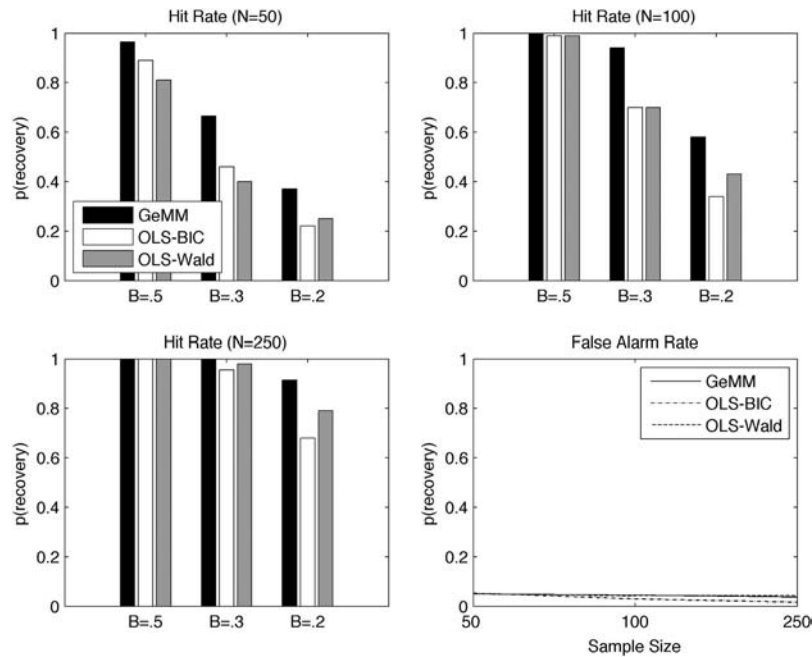 Hit Rate (N=50)
p(recovery)
1
0.8
0.6
0.4
0.2
0
GeMM
OLS-BIC
OLS-Wald
B=.5 B=.3 B=.2
Hit Rate (N=100)
p(recovery)
1
0.8
0.6
0.4
0.2
0
B=.5 B=.3 B=.2
Hit Rate (N=250)
p(recovery)
1
0.8
0.6
0.4
0.2
0
B=.5 B=.3 B=.2
False Alarm Rate
p(recovery)
1
0.8
0.6
0.4
0.2
0
GeMM
OLS-BIC
OLS-Wald
50 100 250
Sample Size